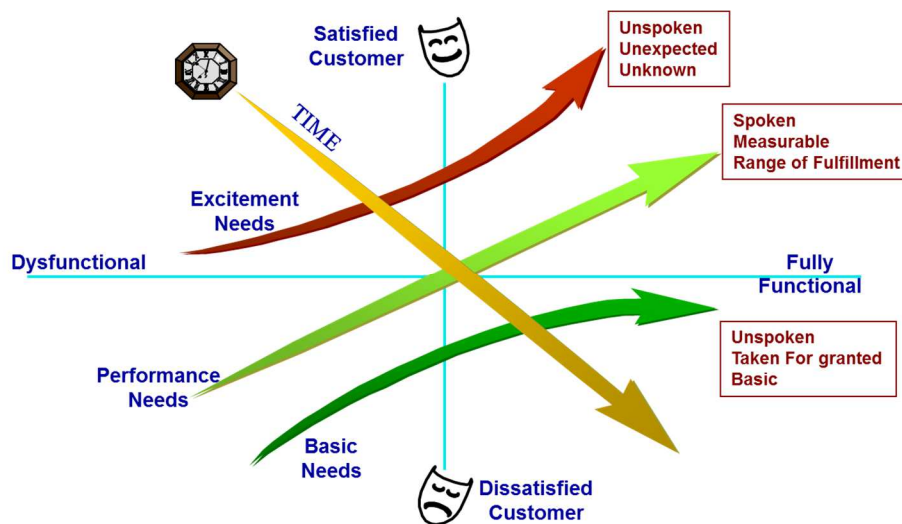 Satisfied
Customer
Unspoken
Unexpected
Unknown
TIME
Spoken
Measurable
Range of Fulfillment
Excitement
Needs
Dysfunctional
Fully
Functional
Unspoken
Taken For granted
Basic
Performance
Needs
Basic
Needs
Dissatisfied
Customer